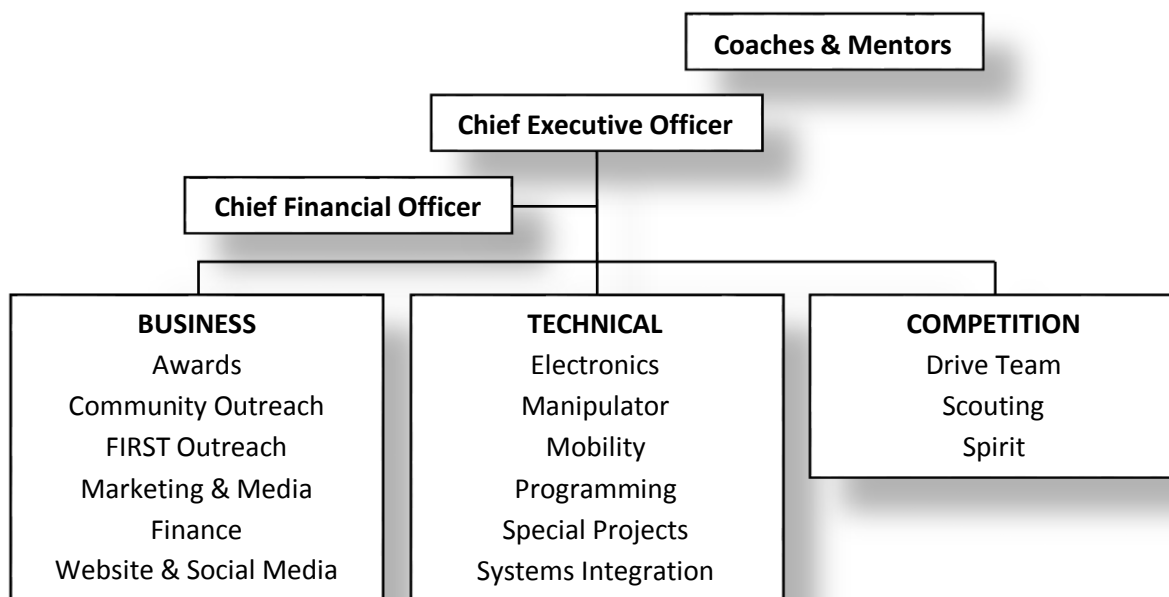 Coaches & Mentors
Chief Executive Officer
Chief Financial Officer
BUSINESS
Awards
Community Outreach
FIRST Outreach
Marketing & Media
Finance
Website & Social Media
TECHNICAL
Electronics
Manipulator
Mobility
Programming
Special Projects
Systems Integration
COMPETITION
Drive Team
Scouting
Spirit